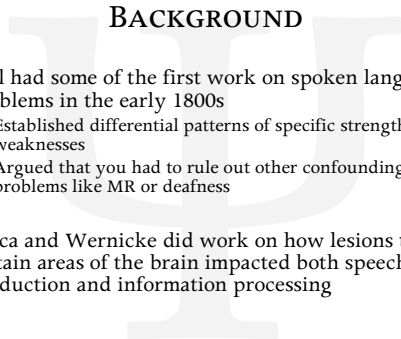 BACKGROUND
l had some of the first work on spoken lang
blems in the early 1800s
Established differential patterns of specific strength
weaknesses
Argued that you had to rule out other confounding
problems like MR or deafness
ca and Wernicke did work on how lesions t
tain areas of the brain impacted both speech
duction and information processing